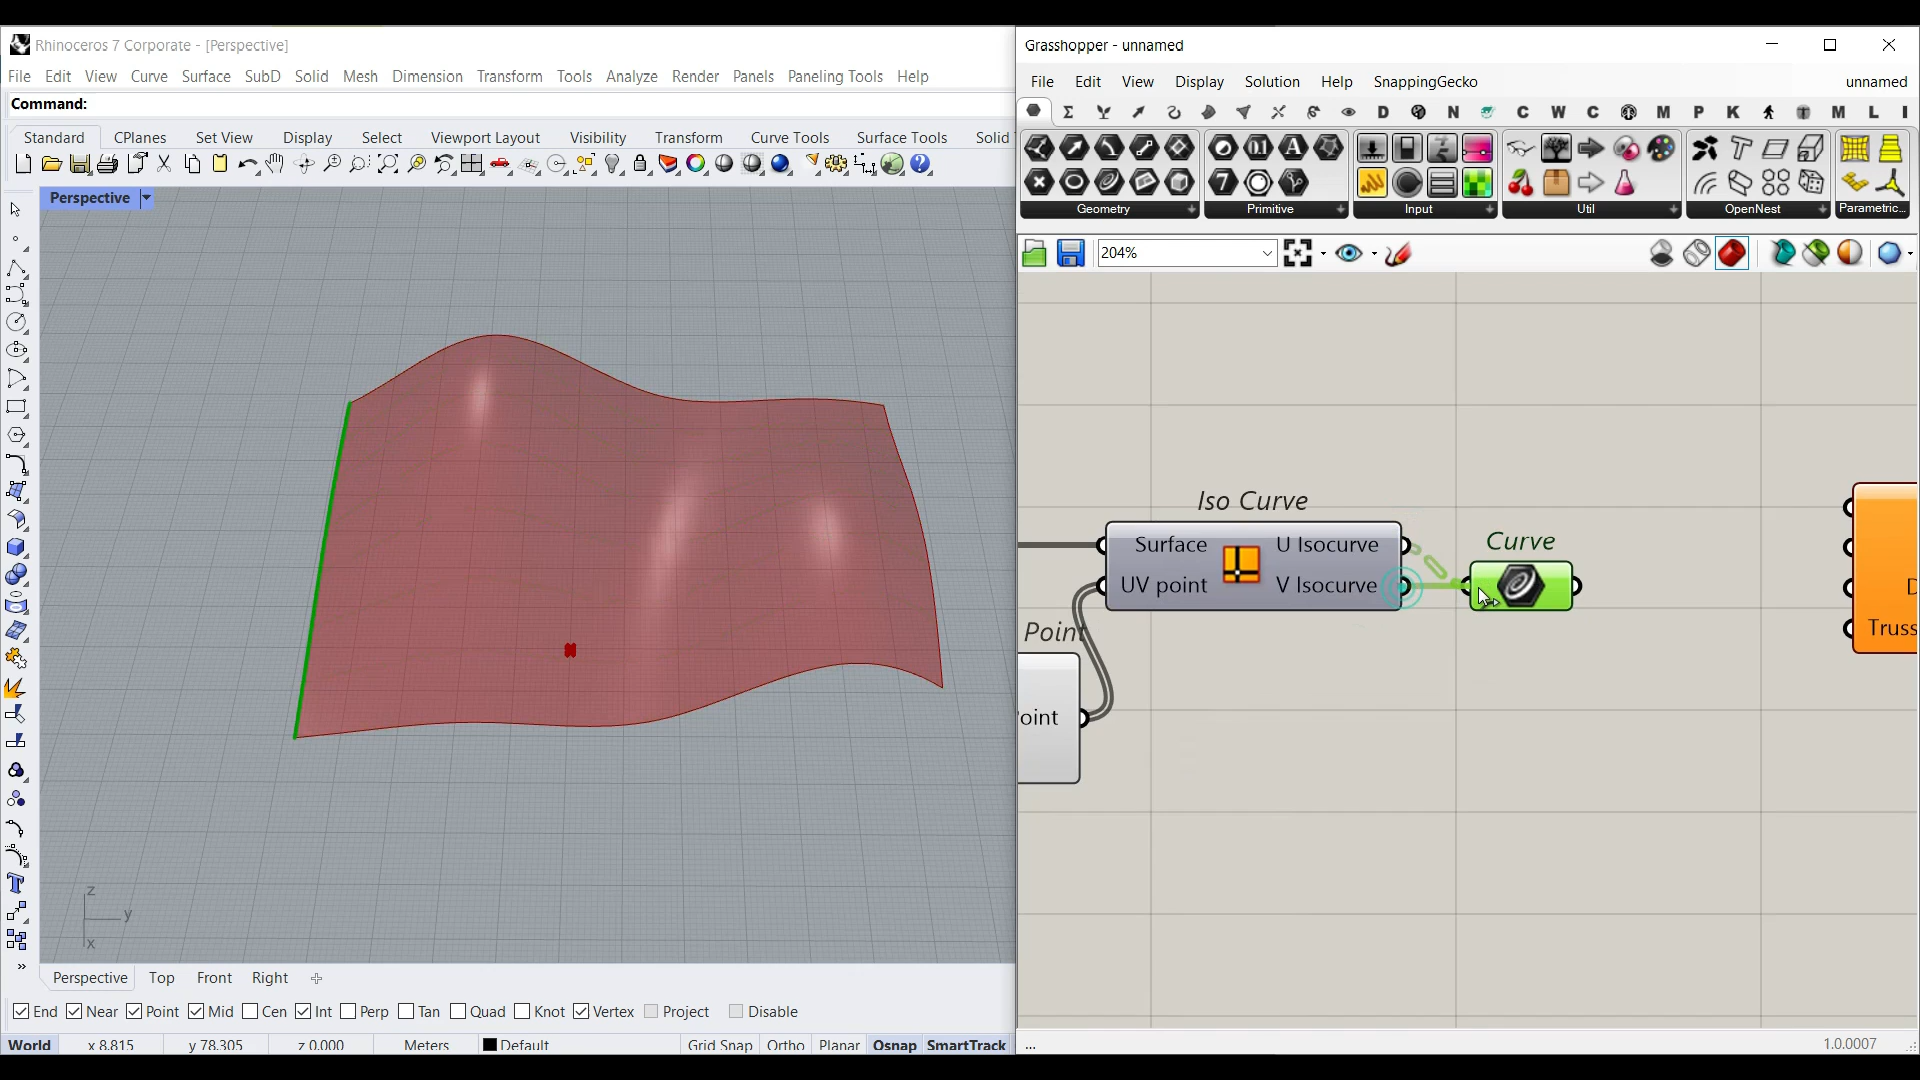 Rhinoceros 7 Corporate - [Perspective]
File Edit View Curve Surface SubD Solid Mesh Dimension Transform Tools Analyze Render Panels Paneling Tools Help
Command:
Standard CPlanes Set View Display Select Viewport Layout Visibility Transform Curve Tools Surface Tools Solid
Perspective
z
y
x
Perspective Top Front Right
End Near Point Mid Cen Int Perp Tan Quad Knot Vertex Project Disable
World x 8.815 y 78.305 z 0.000 Meters Default Grid Snap Ortho Planar Osnap SmartTrack
Grasshopper - unnamed
File Edit View Display Solution Help SnappingGecko unnamed
D N C W C M P K M L I
Geometry Primitive Input Util OpenNest Parametric...
204%
Iso Curve
Surface U Isocurve
UV point V Isocurve
Curve
Point
oint
D
Truss
... 1.0.0007